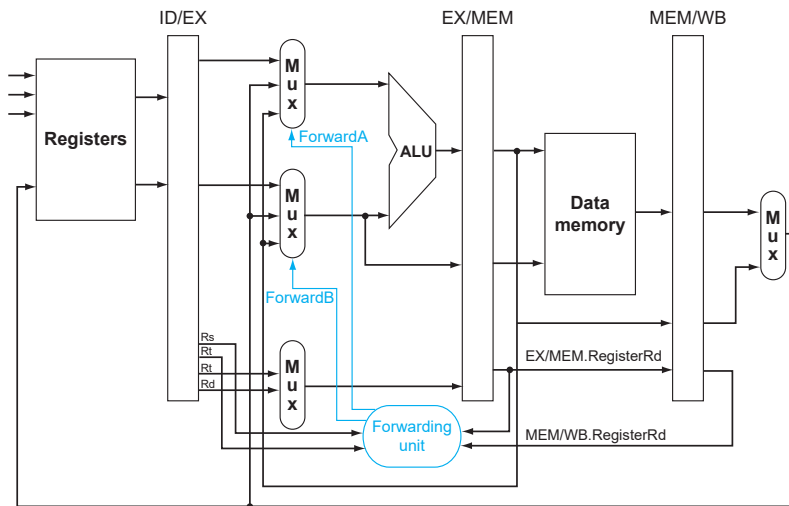 ID/EX
EX/MEM
MEM/WB
M
u
x
Registers
ForwardA
ALU
M
u
x
Data
memory
M
u
x
ForwardB
Rs
Rt
Rt
Rd
M
u
x
EX/MEM.RegisterRd
Forwarding
unit
MEM/WB.RegisterRd